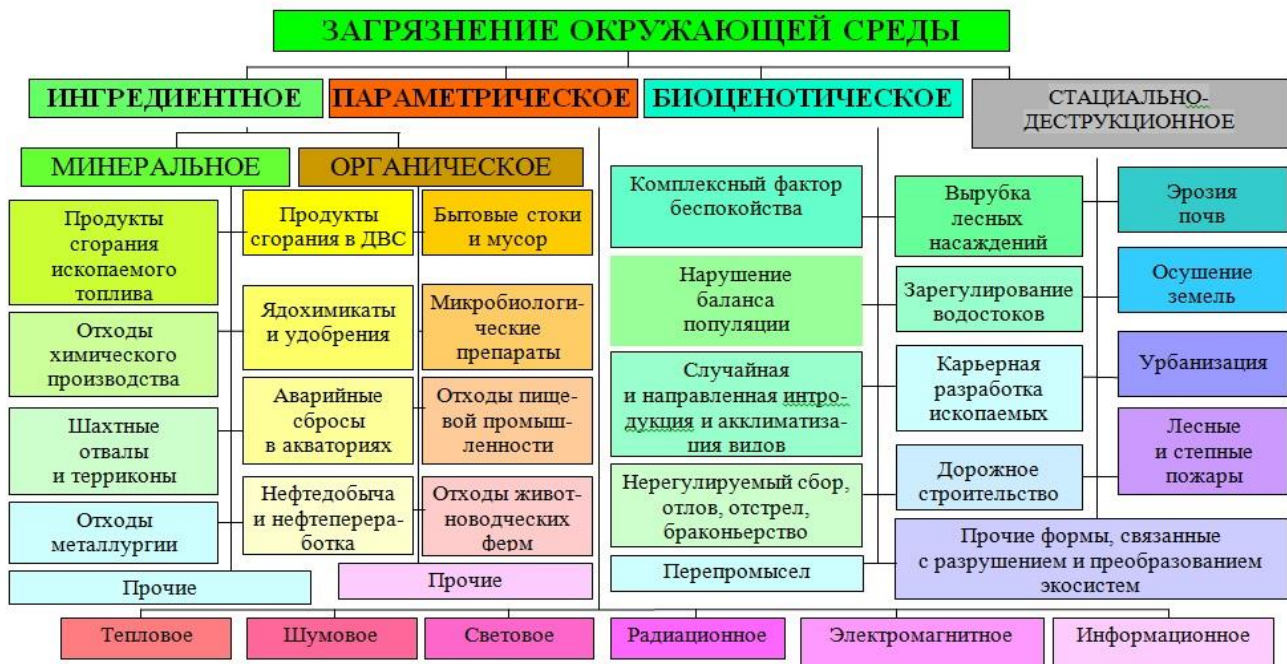 ЗАГРЯЗНЕНИЕ ОКРУЖАЮЩЕЙ СРЕДЫ
ИНГРЕДИЕНТНОЕ
ПАРАМЕТРИЧЕСКОЕ
БИОЦЕНОТИЧЕСКОЕ
СТАЦИАЛЬНО-
ДЕСТРУКЦИОННОЕ
МИНЕРАЛЬНОЕ
ОРГАНИЧЕСКОЕ
Продукты
сгорания
ископаемого
топлива
Отходы
химического
производства
Шахтные
отвалы
и терриконы
Отходы
металлургии
Прочие
Продукты
сгорания в ДВС
Ядохимикаты
и удобрения
Аварийные
сбросы
в акваториях
Нефтедобыча
и нефтеперера-
ботка
Бытовые стоки
и мусор
Микробиологи-
ческие
препараты
Отходы пище-
вой промыш-
ленности
Отходы живот-
новодческих
ферм
Прочие
Комплексный фактор
беспокойства
Нарушение
баланса
популяции
Случайная
и направленная интро-
дукция и акклиматиза-
ция видов
Нерегулируемый сбор,
отлов, отстрел,
браконьерство
Перепромысел
Вырубка
лесных
насаждений
Зарегулирование
водостоков
Карьерная
разработка
ископаемых
Дорожное
строительство
Эрозия
почв
Осушение
земель
Урбанизация
Лесные
и степные
пожары
Прочие формы, связанные
с разрушением и преобразованием
экосистем
Тепловое
Шумовое
Световое
Радиационное
Электромагнитное
Информационное